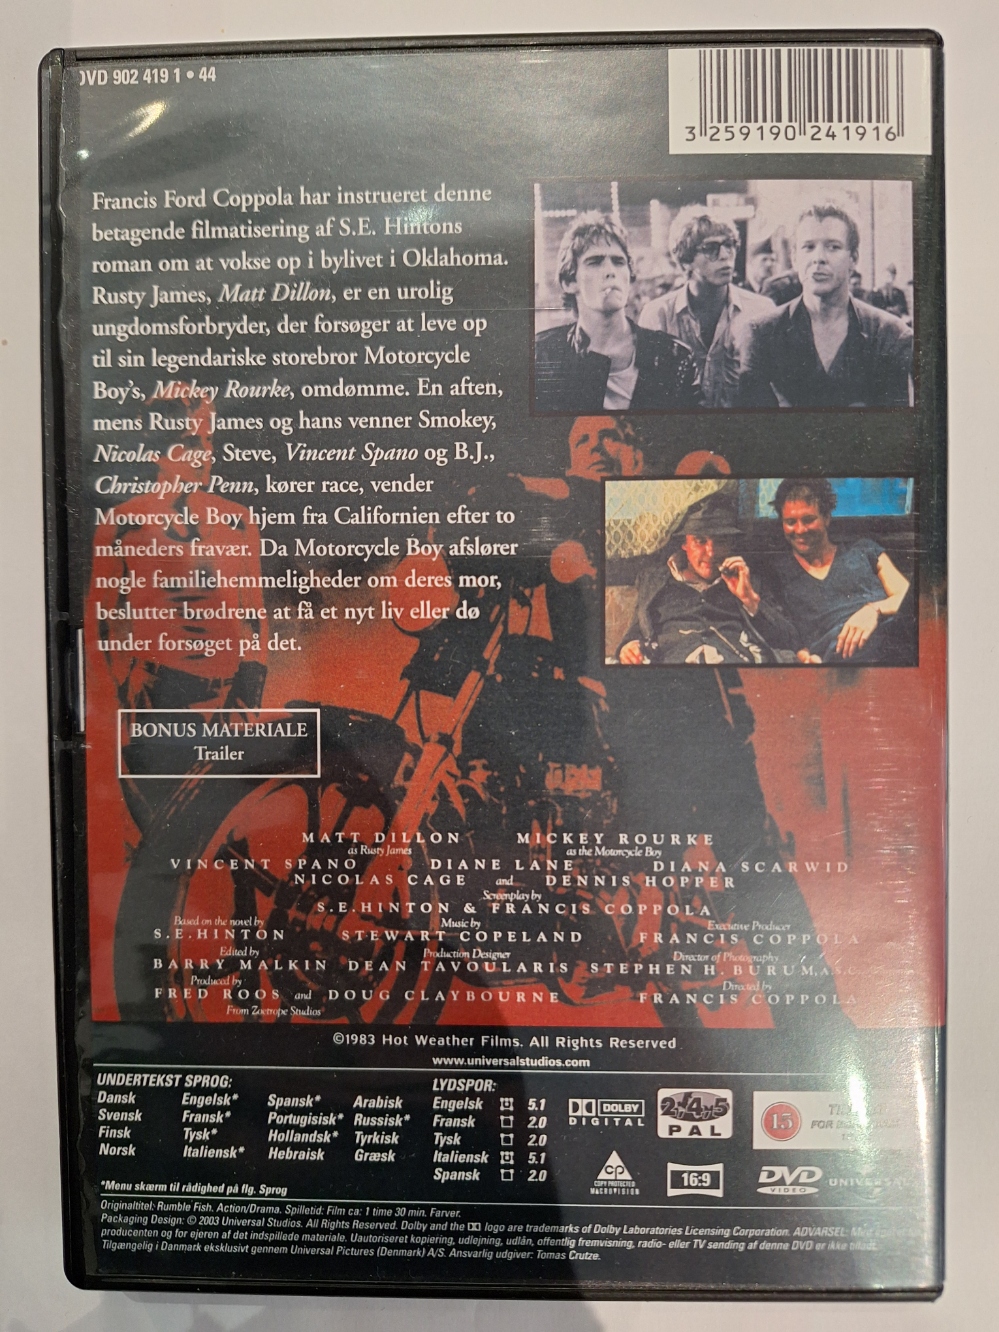 DVD 902 419 1 • 44
3 259190 241916
Francis Ford Coppola har instrueret denne
betagende filmatisering af S.E. Hintons
roman om at vokse op i bylivet i Oklahoma.
Rusty James, Matt Dillon, er en urolig
ungdomsforbryder, der forsøger at leve op
til sin legendariske storebror Motorcycle
Boy's, Mickey Rourke, omdømme. En aften,
mens Rusty James og hans venner Smokey,
Nicolas Cage, Steve, Vincent Spano og B.J.,
Christopher Penn, kører race, vender
Motorcycle Boy hjem fra Californien efter to
måneders fravær. Da Motorcycle Boy afslører
nogle familiehemmeligheder om deres mor,
beslutter brødrene at få et nyt liv eller dø
under forsøget på det.
BONUS MATERIALE
Trailer
MATT DILLON MICKEY ROURKE
as Rusty James as the Motorcycle Boy
VINCENT SPANO DIANE LANE DIANA SCARWID
NICOLAS CAGE and DENNIS HOPPER
Screenplay by
S.E.HINTON & FRANCIS COPPOLA
Based on the novel by Music by Executive Producer
S.E.HINTON STEWART COPELAND FRANCIS COPPOLA
Edited by Production Designer Director of Photography
BARRY MALKIN DEAN TAVOULARIS STEPHEN H. BURUM, A.S.C.
Produced by Directed by
FRED ROOS and DOUG CLAYBOURNE FRANCIS COPPOLA
From Zoetrope Studios
©1983 Hot Weather Films. All Rights Reserved
www.universalstudios.com
UNDERTEKST SPROG: LYDSPOR:
Dansk Engelsk* Spansk* Arabisk Engelsk 5.1
Svensk Fransk* Portugisisk* Russisk* Fransk 2.0
Finsk Tysk* Hollandsk* Tyrkisk Tysk 2.0
Norsk Italiensk* Hebraisk Græsk Italiensk 5.1
Spansk 2.0
*Menu skærm til rådighed på flg. Sprog
DOLBY
DIGITAL
2•4•5
PAL
15
FOR
CP
COPY PROTECTED
MACROVISION
16:9
DVD
VIDEO
UNIVERSAL
Originaltitel: Rumble Fish. Action/Drama. Spilletid: Film ca: 1 time 30 min. Farver.
Packaging Design: © 2003 Universal Studios. All Rights Reserved. Dolby and the logo are trademarks of Dolby Laboratories Licensing Corporation. ADVARSEL: Med
producenten og for ejeren af det indspillede materiale. Uautoriseret kopiering, udlejning, udlån, offentlig fremvisning, radio- eller TV sending af denne DVD er ikke tilladt.
Tilgængelig i Danmark eksklusivt gennem Universal Pictures (Denmark) A/S. Ansvarlig udgiver: Tomas Crutze.